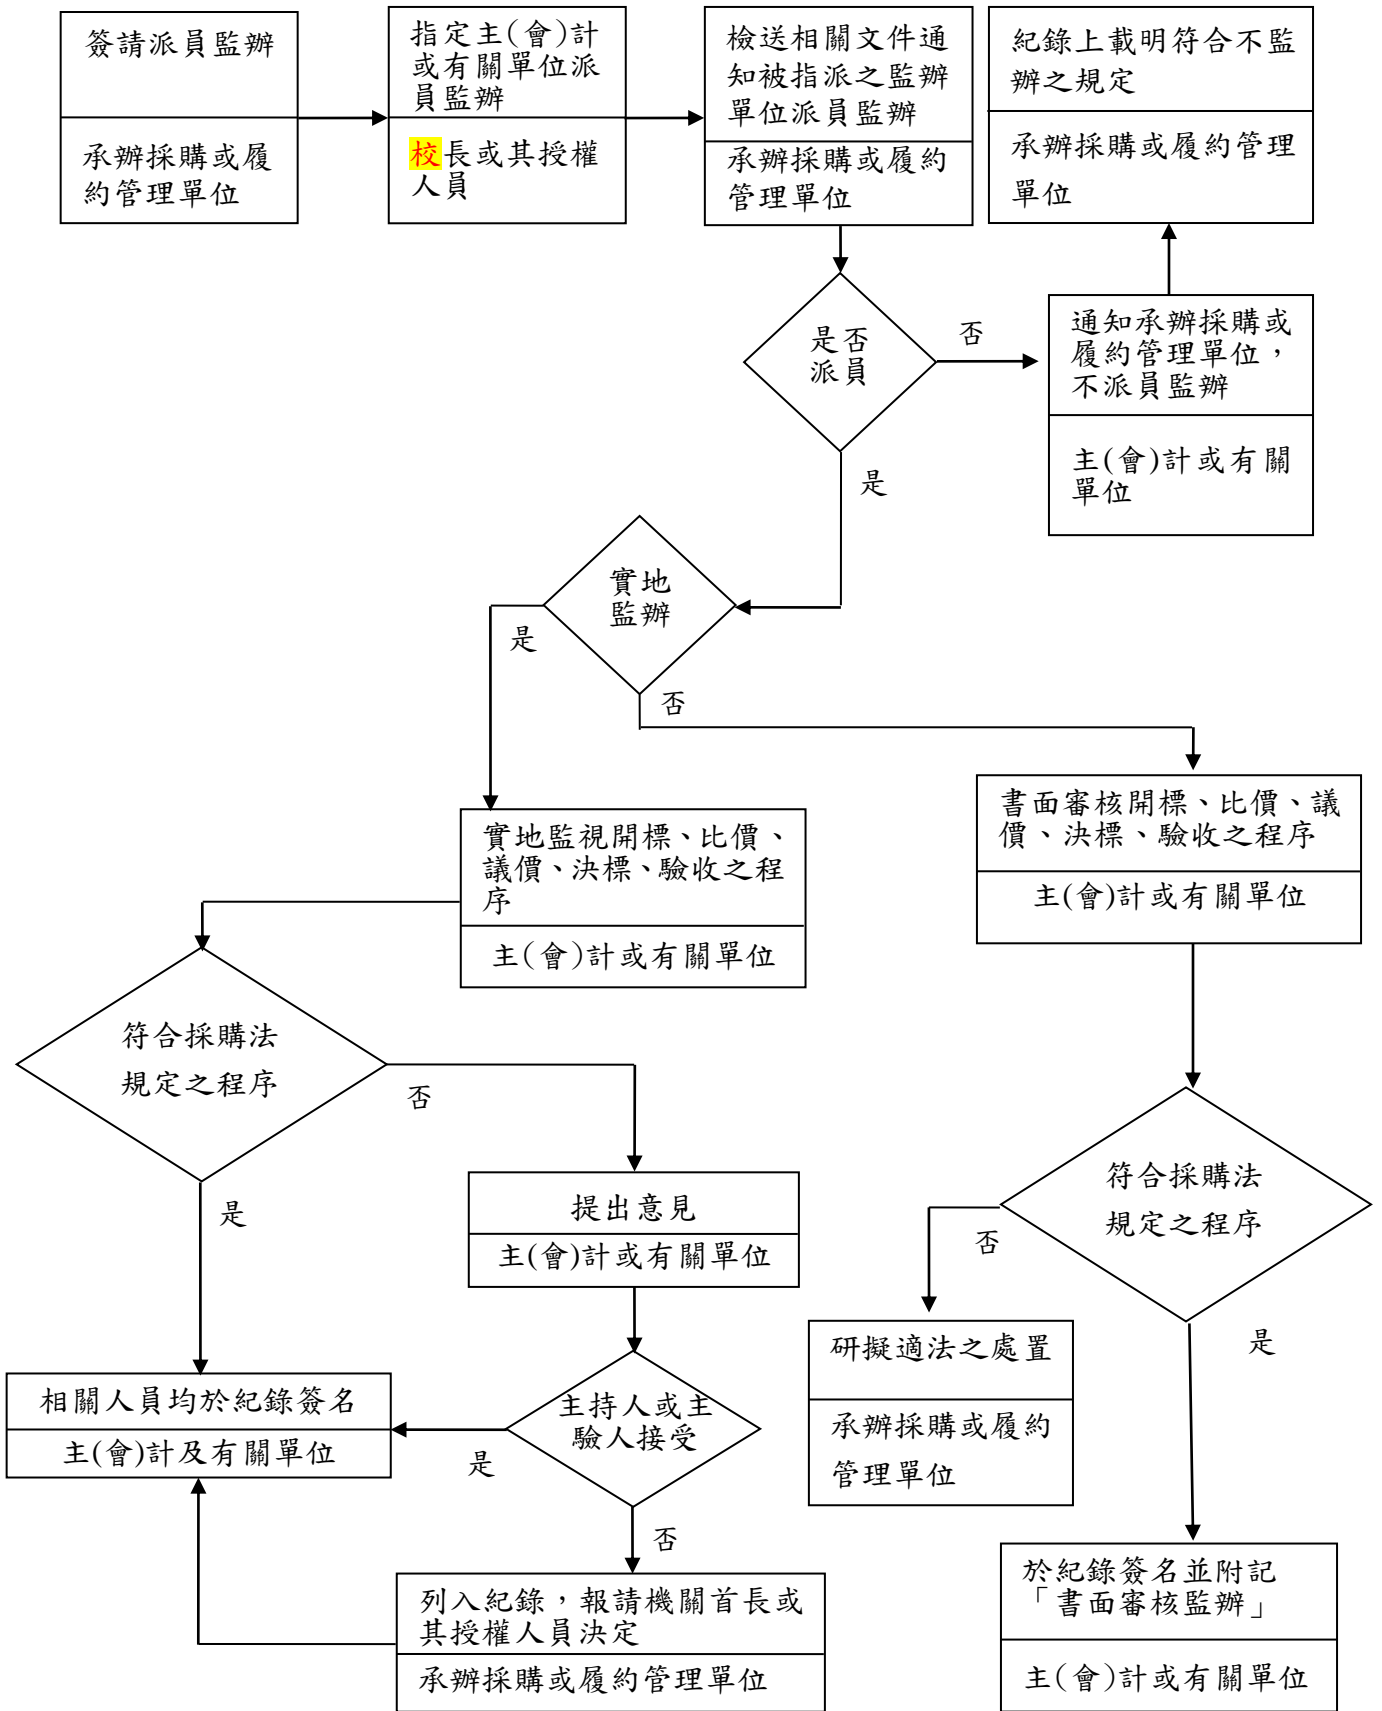 簽請派員監辦
承辦採購或履
約管理單位
指定主(會)計
或有關單位派
員監辦
校長或其授權
人員
檢送相關文件通
知被指派之監辦
單位派員監辦
承辦採購或履約
管理單位
紀錄上載明符合不監
辦之規定
承辦採購或履約管理
單位
是否
派員
否
通知承辦採購或
履約管理單位，
不派員監辦
主(會)計或有關
單位
是
實地
監辦
是
否
實地監視開標、比價、
議價、決標、驗收之程
序
主(會)計或有關單位
書面審核開標、比價、議
價、決標、驗收之程序
主(會)計或有關單位
符合採購法
規定之程序
否
是
提出意見
主(會)計或有關單位
符合採購法
規定之程序
否
是
研擬適法之處置
承辦採購或履約
管理單位
主持人或主
驗人接受
是
否
相關人員均於紀錄簽名
主(會)計及有關單位
列入紀錄，報請機關首長或
其授權人員決定
承辦採購或履約管理單位
於紀錄簽名並附記
「書面審核監辦」
主(會)計或有關單位